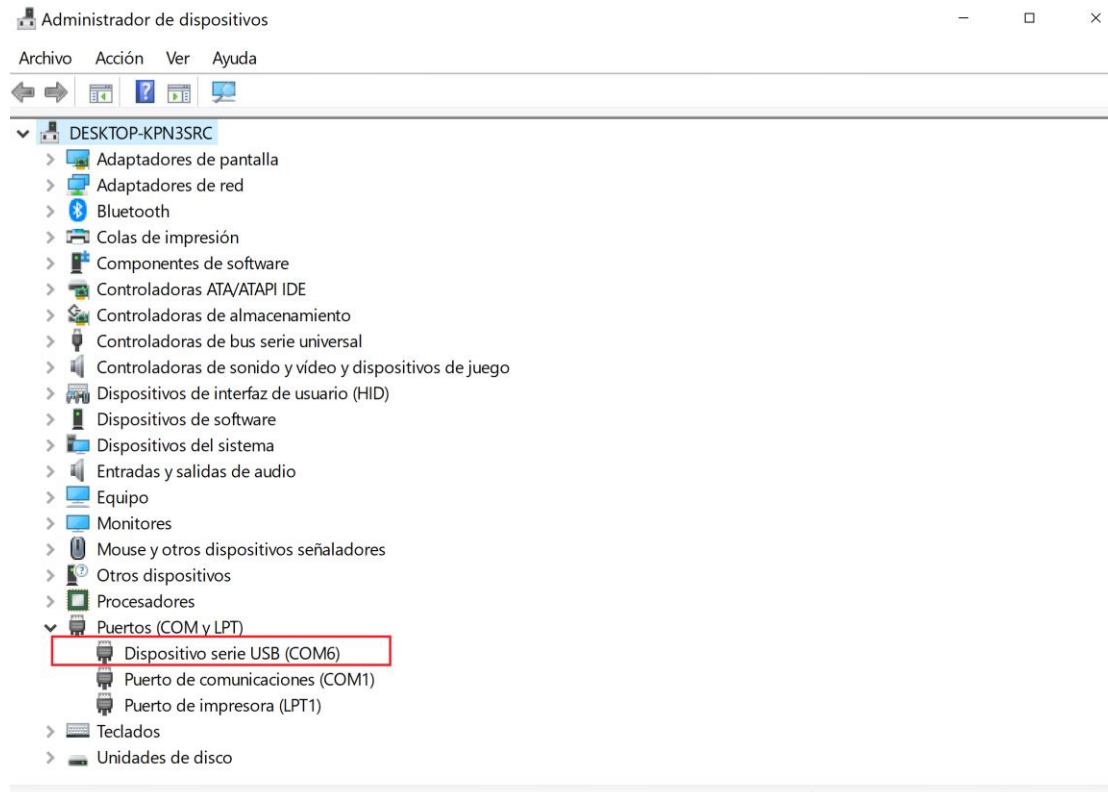 Administrador de dispositivos
Archivo Acción Ver Ayuda
DESKTOP-KPN3SRC
Adaptadores de pantalla
Adaptadores de red
Bluetooth
Colas de impresión
Componentes de software
Controladoras ATA/ATAPI IDE
Controladoras de almacenamiento
Controladoras de bus serie universal
Controladoras de sonido y vídeo y dispositivos de juego
Dispositivos de interfaz de usuario (HID)
Dispositivos de software
Dispositivos del sistema
Entradas y salidas de audio
Equipo
Monitores
Mouse y otros dispositivos señaladores
Otros dispositivos
Procesadores
Puertos (COM y LPT)
Dispositivo serie USB (COM6)
Puerto de comunicaciones (COM1)
Puerto de impresora (LPT1)
Teclados
Unidades de disco